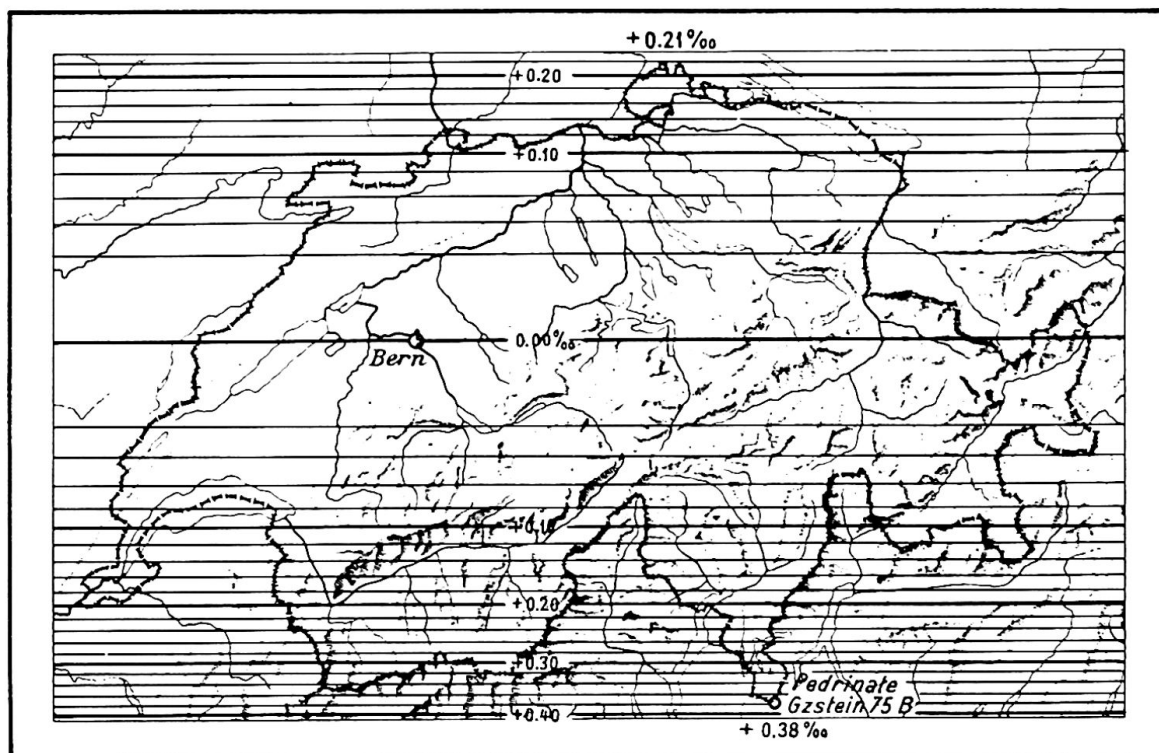 + 0.21 ‰
+0.20
+0.10
0.00 ‰
Bern
+0.10
+0.20
+0.30
Pedrinate
Gzstein 75 B
+0.40
+ 0,38 ‰